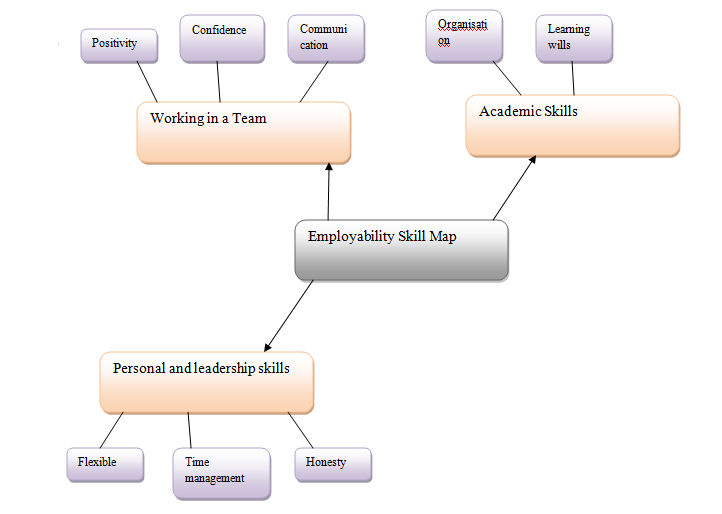 Positivity
Confidence
Communi
cation
Organisati
on
Learning
wills
Working in a Team
Academic Skills
Employability Skill Map
Personal and leadership skills
Flexible
Time
management
Honesty